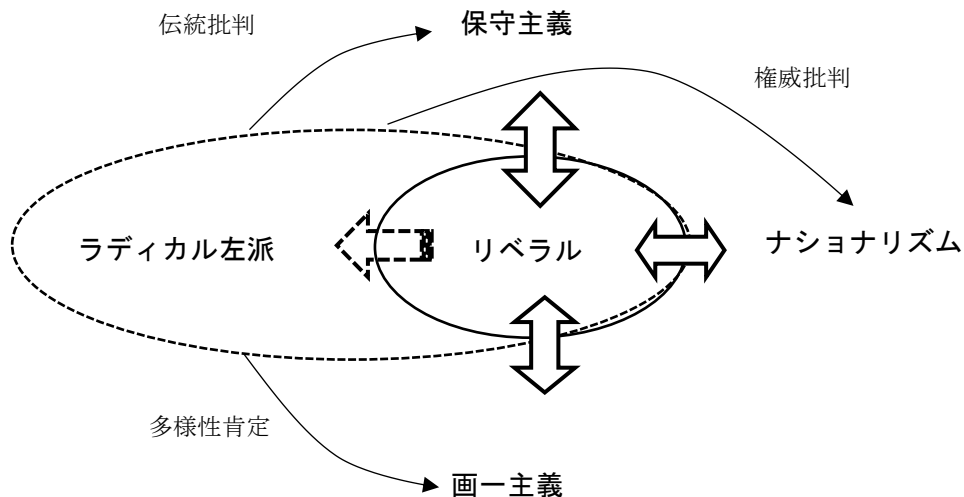 伝統批判
保守主義
権威批判
ラディカル左派
リベラル
ナショナリズム
多様性肯定
画一主義